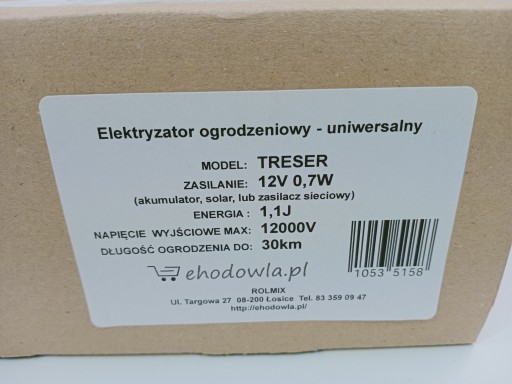 Elektryzator ogrodzeniowy - uniwersalny
MODEL: TRESER
ZASILANIE: 12V 0,7W
(akumulator, solar, lub zasilacz sieciowy)
ENERGIA : 1,1J
NAPIĘCIE WYJŚCIOWE MAX: 12000V
DŁUGOŚĆ OGRODZENIA DO: 30km
ehodowla.pl
1053 5158
ROLMIX
Ul. Targowa 27 08-200 Łosice Tel. 83 359 09 47
http://ehodowla.pl/